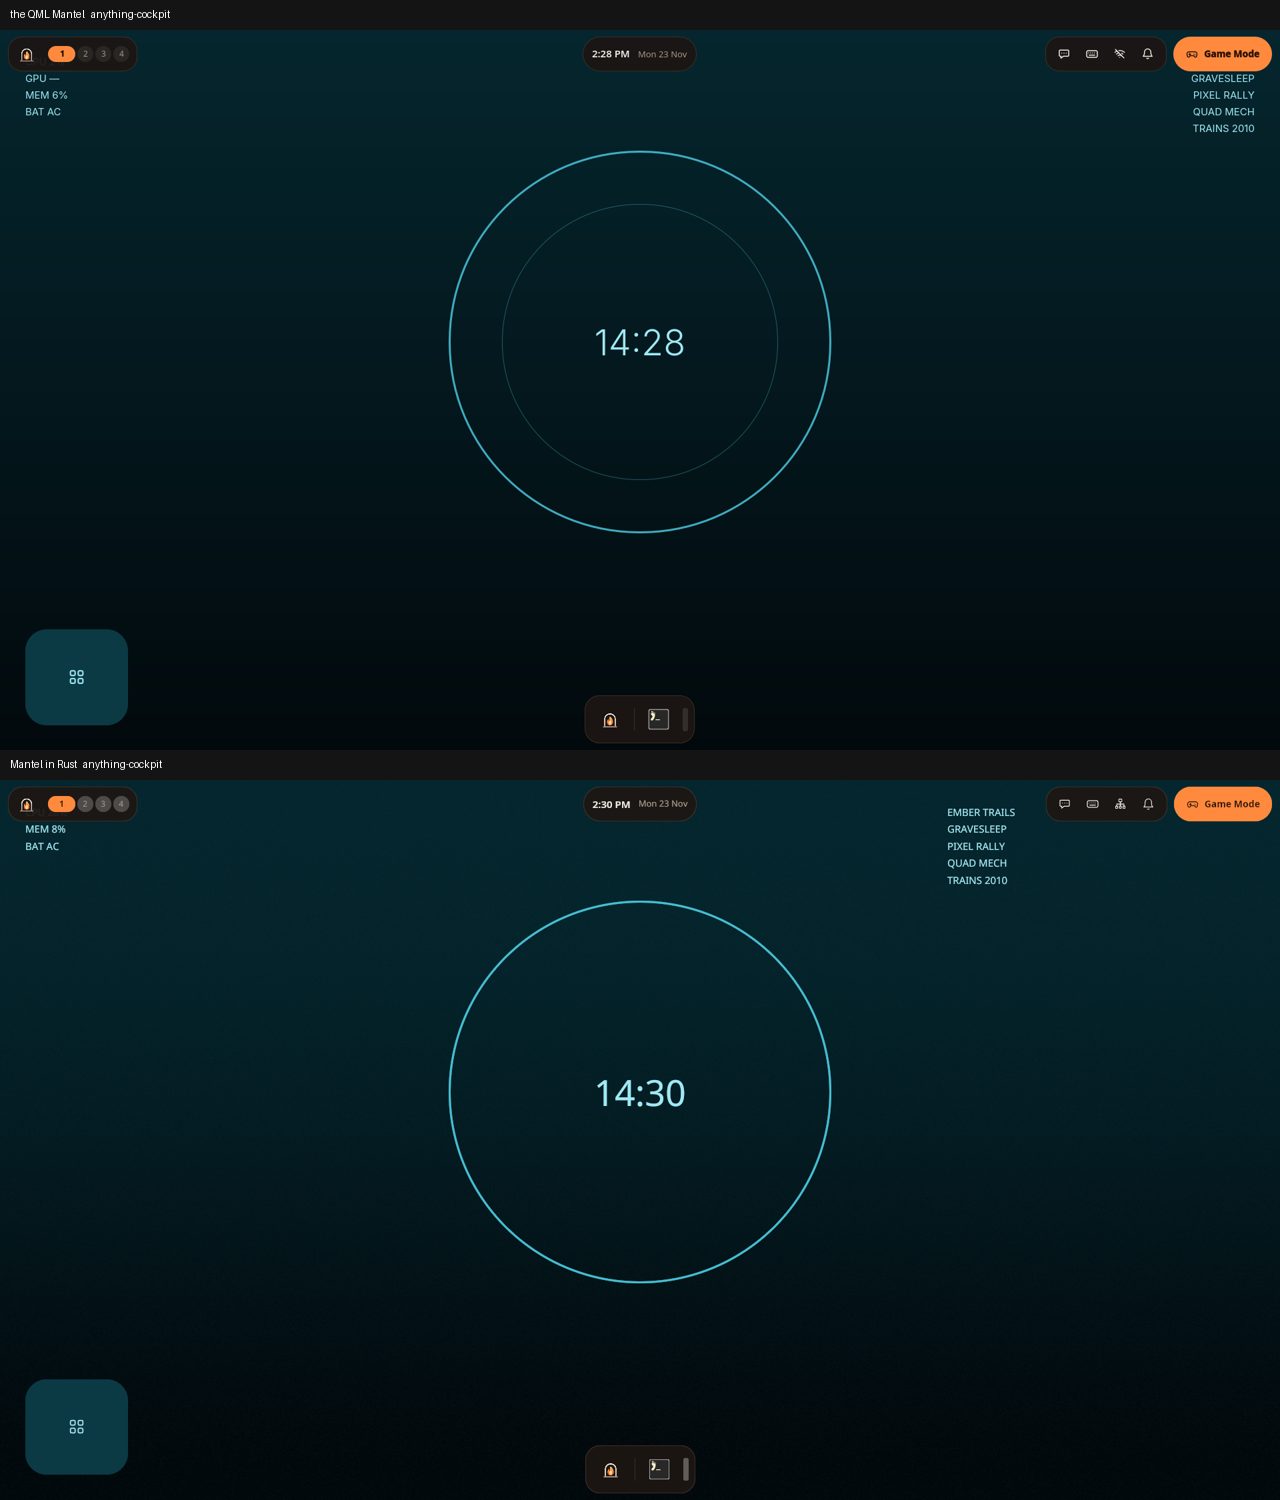 the QML Mantel anything-cockpit
1 2 3 4
2:28 PM Mon 23 Nov
Game Mode
GPU —
MEM 6%
BAT AC
GRAVESLEEP
PIXEL RALLY
QUAD MECH
TRAINS 2010
14:28
Mantel in Rust anything-cockpit
1 2 3 4
2:30 PM Mon 23 Nov
Game Mode
MEM 8%
BAT AC
EMBER TRAILS
GRAVESLEEP
PIXEL RALLY
QUAD MECH
TRAINS 2010
14:30